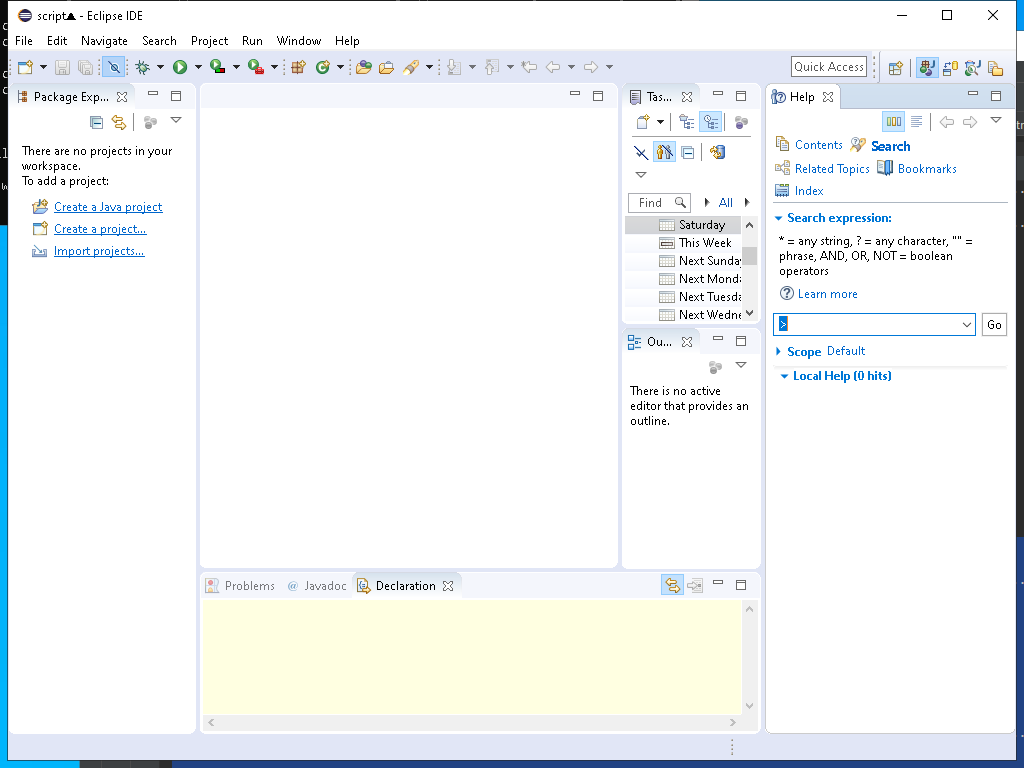 script▲ - Eclipse IDE
File Edit Navigate Search Project Run Window Help
Quick Access
Package Exp...
There are no projects in your
workspace.
To add a project:
Create a Java project
Create a project...
Import projects...
Tas...
Find
All
Saturday
This Week
Next Sunday
Next Monda
Next Tuesda
Next Wedne
Ou...
There is no active
editor that provides an
outline.
Problems
@ Javadoc
Declaration
Help
Contents Search
Related Topics Bookmarks
Index
Search expression:
* = any string, ? = any character, "" =
phrase, AND, OR, NOT = boolean
operators
Learn more
>
Go
Scope Default
Local Help (0 hits)